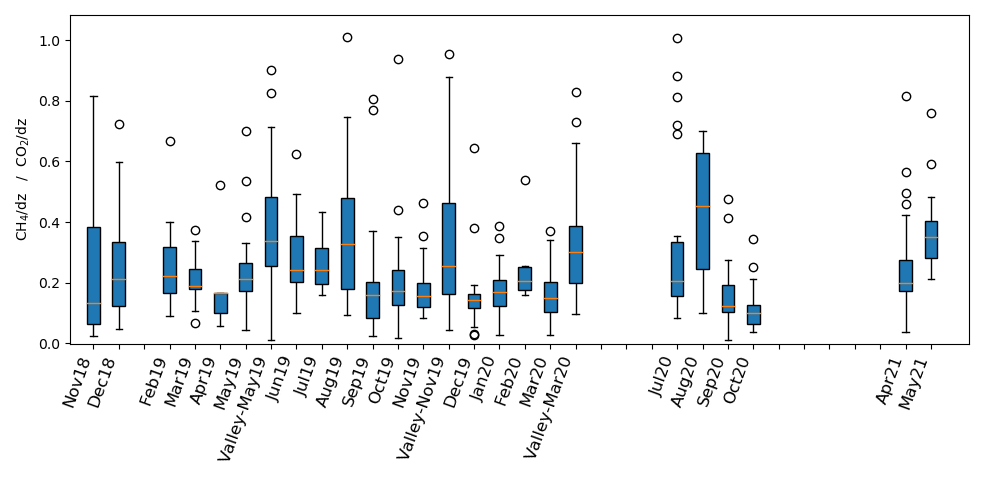 CH₄/dz / CO₂/dz
1.0
0.8
0.6
0.4
0.2
0.0
Nov18
Dec18
Feb19
Mar19
Apr19
May19
Valley-May19
Jun19
Jul19
Aug19
Sep19
Oct19
Nov19
Valley-Nov19
Dec19
Jan20
Feb20
Mar20
Valley-Mar20
Jul20
Aug20
Sep20
Oct20
Apr21
May21